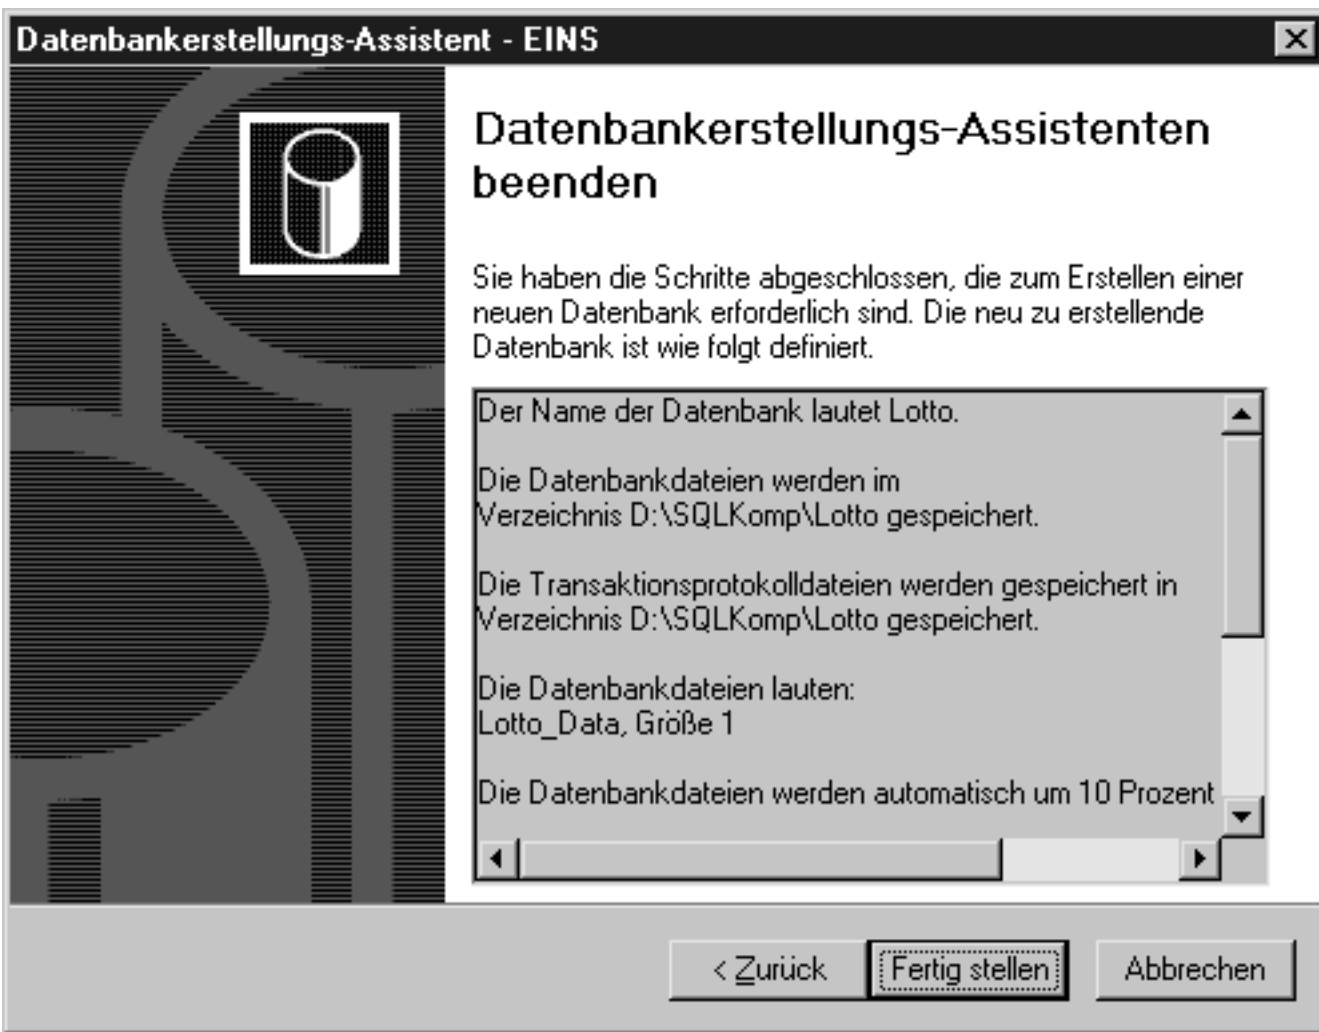 Datenbankerstellungs-Assistent - EINS
Datenbankerstellungs-Assistenten
beenden
Sie haben die Schritte abgeschlossen, die zum Erstellen einer
neuen Datenbank erforderlich sind. Die neu zu erstellende
Datenbank ist wie folgt definiert.
Der Name der Datenbank lautet Lotto.
Die Datenbankdateien werden im
Verzeichnis D:\SQLKomp\Lotto gespeichert.
Die Transaktionsprotokolldateien werden gespeichert in
Verzeichnis D:\SQLKomp\Lotto gespeichert.
Die Datenbankdateien lauten:
Lotto_Data, Größe 1
Die Datenbankdateien werden automatisch um 10 Prozent
< Zurück Fertig stellen Abbrechen